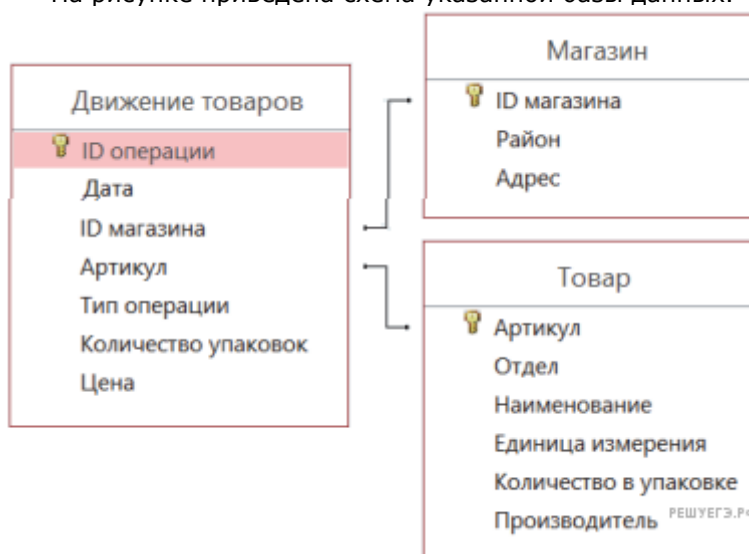 На рисунке приведена схема указанной базы данных.
Движение товаров
ID операции
Дата
ID магазина
Артикул
Тип операции
Количество упаковок
Цена
Магазин
ID магазина
Район
Адрес
Товар
Артикул
Отдел
Наименование
Единица измерения
Количество в упаковке
Производитель